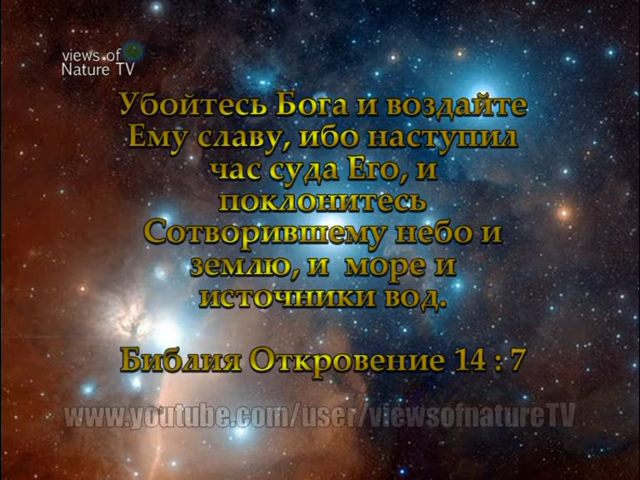 views of
Nature TV
Убойтесь Бога и воздайте
Ему славу, ибо наступил
час суда Его, и
поклонитесь
Сотворившему небо и
землю, и море и
источники вод.
Библия Откровение 14 : 7
www.youtube.com/user/viewsofnatureTV